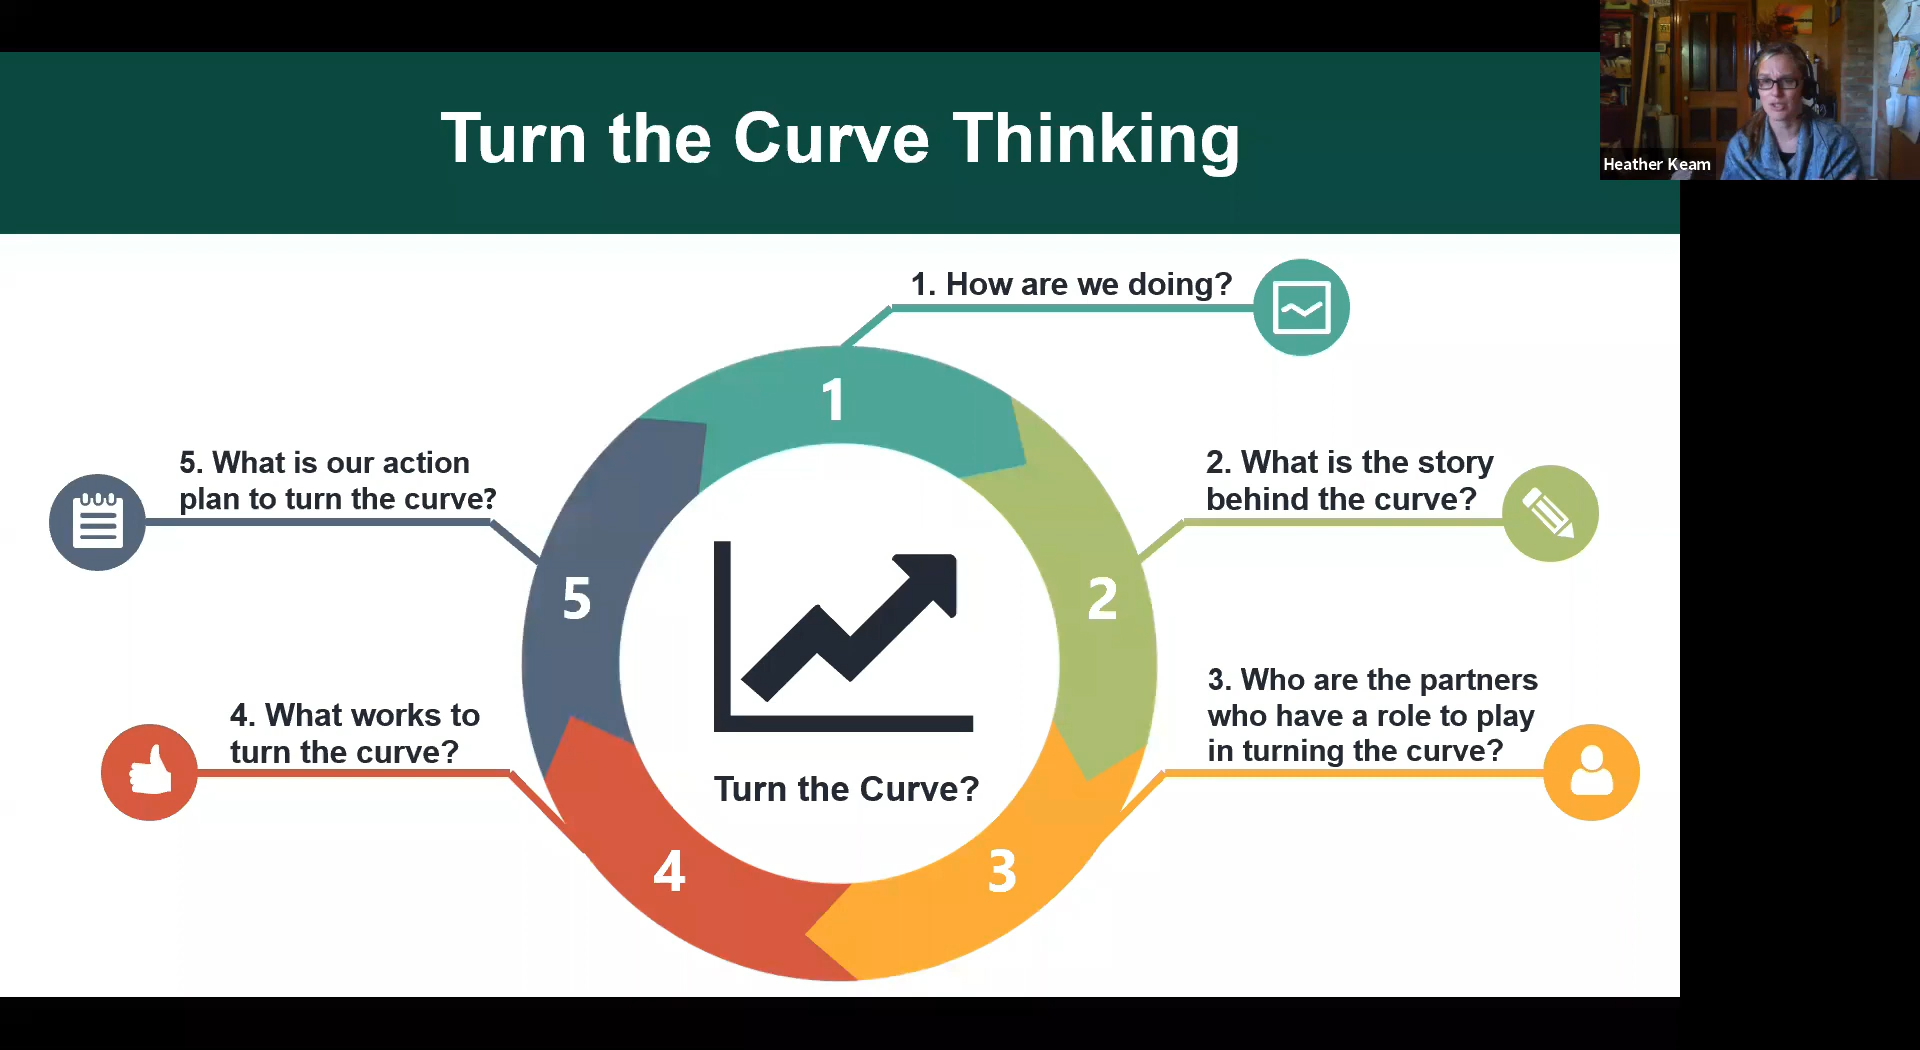 Turn the Curve Thinking
Heather Keam
1. How are we doing?
1
5. What is our action
plan to turn the curve?
2. What is the story
behind the curve?
5
2
3. Who are the partners
who have a role to play
in turning the curve?
4. What works to
turn the curve?
Turn the Curve?
4
3